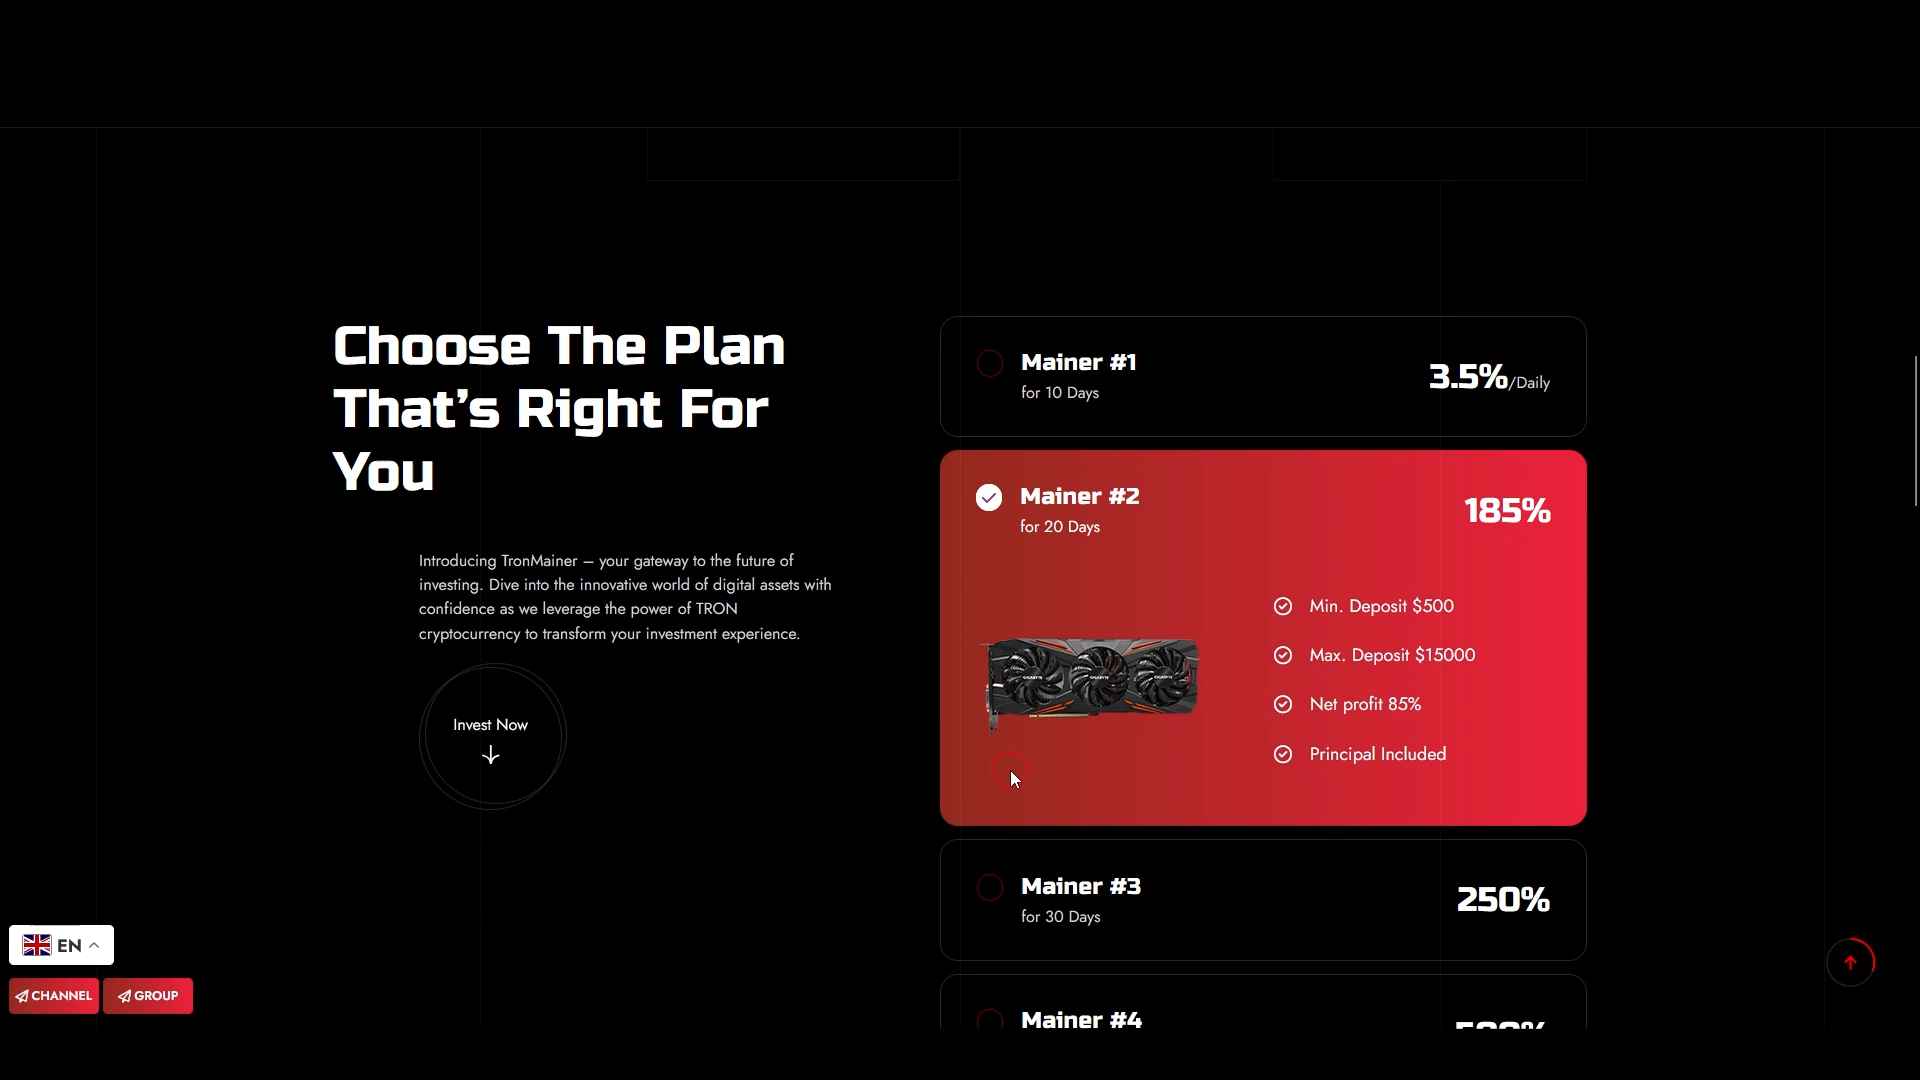 Choose The Plan
That’s Right For
You
Introducing TronMainer – your gateway to the future of
investing. Dive into the innovative world of digital assets with
confidence as we leverage the power of TRON
cryptocurrency to transform your investment experience.
Invest Now
Mainer #1
for 10 Days
3.5%/Daily
Mainer #2
for 20 Days
185%
Min. Deposit $500
Max. Deposit $15000
Net profit 85%
Principal Included
Mainer #3
for 30 Days
250%
Mainer #4
EN
CHANNEL
GROUP